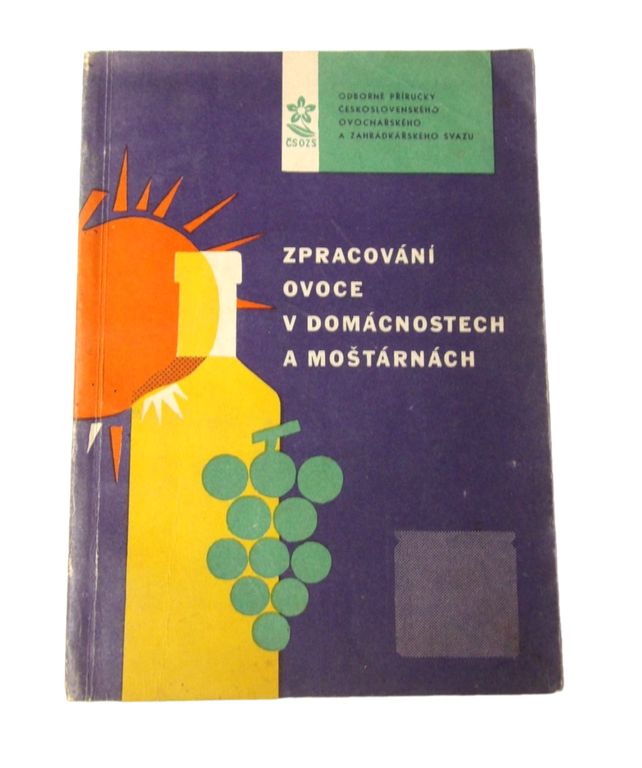 ODBORNÉ PŘÍRUČKY
ČESKOSLOVENSKÉHO
OVOCNÁŘSKÉHO
A ZAHRÁDKÁŘSKÉHO SVAZU
ČSOZS
ZPRACOVÁNÍ
OVOCE
V DOMÁCNOSTECH
A MOŠTÁRNÁCH